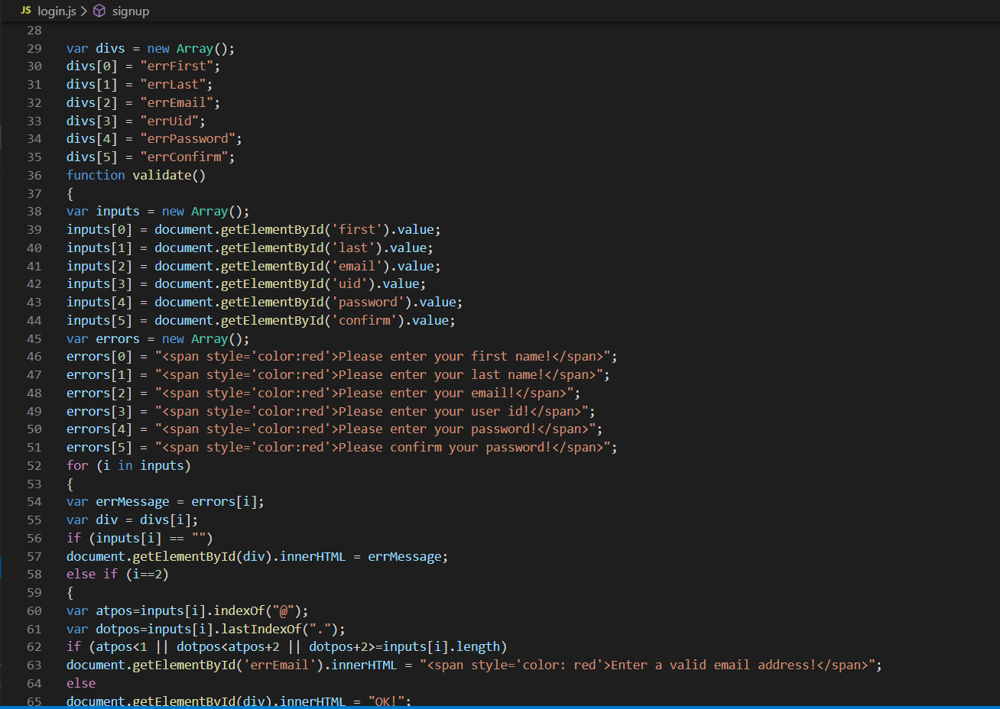 JS login.js > signup
28
29 var divs = new Array();
30 divs[0] = "errFirst";
31 divs[1] = "errLast";
32 divs[2] = "errEmail";
33 divs[3] = "errUid";
34 divs[4] = "errPassword";
35 divs[5] = "errConfirm";
36 function validate()
37 {
38 var inputs = new Array();
39 inputs[0] = document.getElementById('first').value;
40 inputs[1] = document.getElementById('last').value;
41 inputs[2] = document.getElementById('email').value;
42 inputs[3] = document.getElementById('uid').value;
43 inputs[4] = document.getElementById('password').value;
44 inputs[5] = document.getElementById('confirm').value;
45 var errors = new Array();
46 errors[0] = "<span style='color:red'>Please enter your first name!</span>";
47 errors[1] = "<span style='color:red'>Please enter your last name!</span>";
48 errors[2] = "<span style='color:red'>Please enter your email!</span>";
49 errors[3] = "<span style='color:red'>Please enter your user id!</span>";
50 errors[4] = "<span style='color:red'>Please enter your password!</span>";
51 errors[5] = "<span style='color:red'>Please confirm your password!</span>";
52 for (i in inputs)
53 {
54 var errMessage = errors[i];
55 var div = divs[i];
56 if (inputs[i] == "")
57 document.getElementById(div).innerHTML = errMessage;
58 else if (i==2)
59 {
60 var atpos=inputs[i].indexOf("@");
61 var dotpos=inputs[i].lastIndexOf(".");
62 if (atpos<1 || dotpos<atpos+2 || dotpos+2>=inputs[i].length)
63 document.getElementById('errEmail').innerHTML = "<span style='color: red'>Enter a valid email address!</span>";
64 else
65 document.getElementById(div).innerHTML = "OK!";